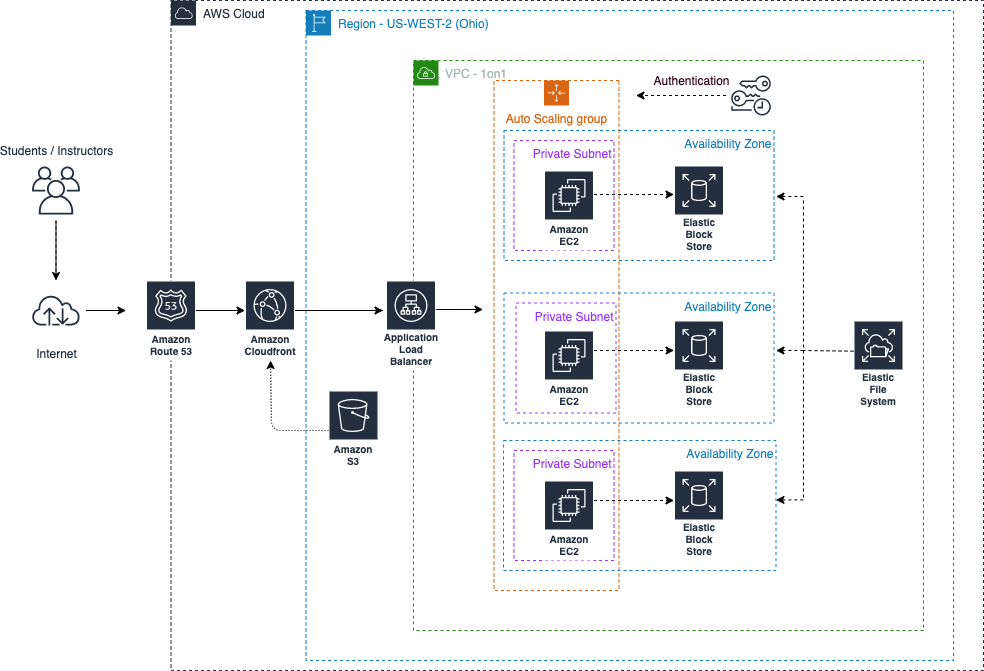 AWS Cloud
Region - US-WEST-2 (Ohio)
VPC - 1on1
Authentication
Auto Scaling group
Availability Zone
Private Subnet
Amazon
EC2
Elastic
Block
Store
Students / Instructors
Internet
53
Amazon
Route 53
Amazon
Cloudfront
Application
Load
Balancer
Amazon
S3
Availability Zone
Private Subnet
Amazon
EC2
Elastic
Block
Store
Elastic
File
System
Availability Zone
Private Subnet
Amazon
EC2
Elastic
Block
Store